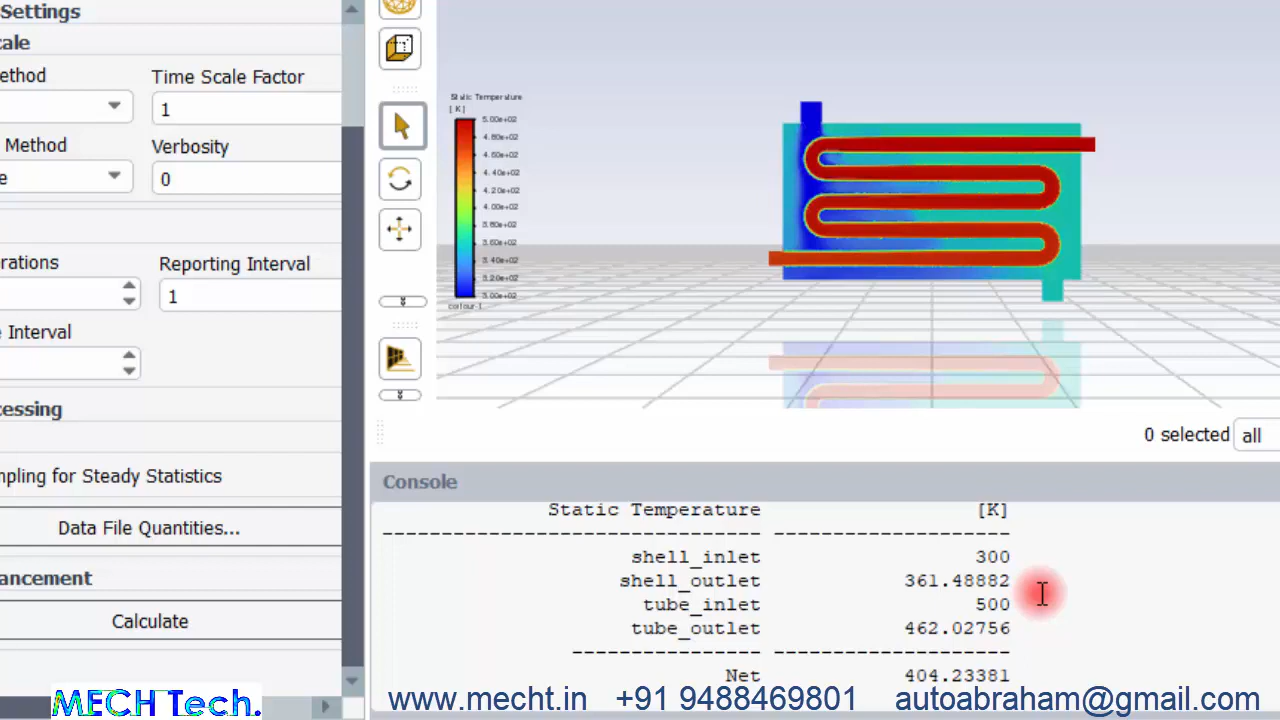 Settings
cale
ethod
Time Scale Factor
1
Method
Verbosity
e
0
rations
Reporting Interval
1
Interval
cessing
mpling for Steady Statistics
Data File Quantities...
ancement
Calculate
Static Temperature
[ K ]
5.00e+02
4.80e+02
4.60e+02
4.40e+02
4.20e+02
4.00e+02
3.80e+02
3.60e+02
3.40e+02
3.20e+02
3.00e+02
contour-1
0 selected
all
Console
Static Temperature [K]
-------------------------------- --------------------
shell_inlet 300
shell_outlet 361.48882
tube_inlet 500
tube_outlet 462.02756
---------------- --------------------
Net 404.23381
MECH Tech.
www.mecht.in +91 9488469801 autoabraham@gmail.com